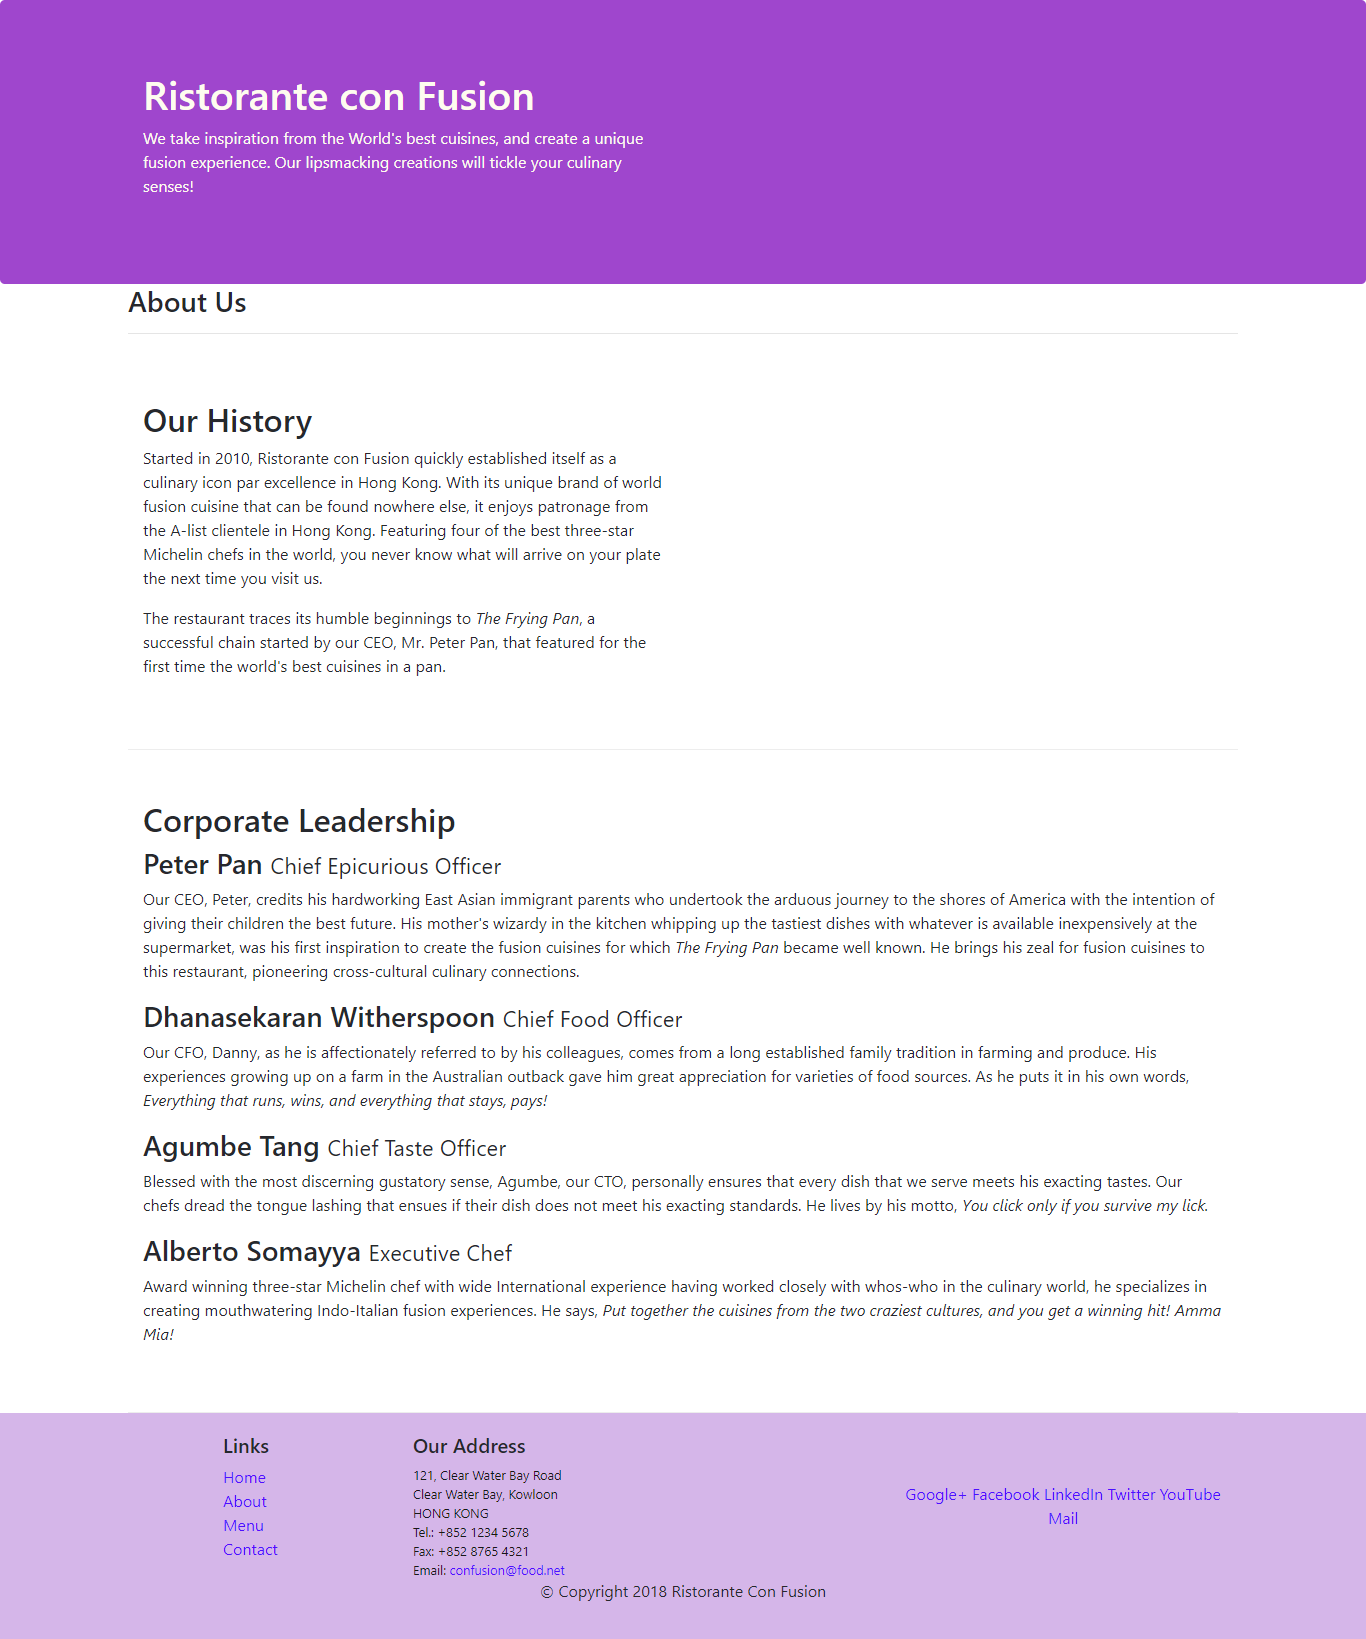 Ristorante con Fusion
We take inspiration from the World's best cuisines, and create a unique
fusion experience. Our lipsmacking creations will tickle your culinary
senses!
About Us
Our History
Started in 2010, Ristorante con Fusion quickly established itself as a
culinary icon par excellence in Hong Kong. With its unique brand of world
fusion cuisine that can be found nowhere else, it enjoys patronage from
the A-list clientele in Hong Kong. Featuring four of the best three-star
Michelin chefs in the world, you never know what will arrive on your plate
the next time you visit us.
The restaurant traces its humble beginnings to The Frying Pan, a
successful chain started by our CEO, Mr. Peter Pan, that featured for the
first time the world's best cuisines in a pan.
Corporate Leadership
Peter Pan Chief Epicurious Officer
Our CEO, Peter, credits his hardworking East Asian immigrant parents who undertook the arduous journey to the shores of America with the intention of
giving their children the best future. His mother's wizardy in the kitchen whipping up the tastiest dishes with whatever is available inexpensively at the
supermarket, was his first inspiration to create the fusion cuisines for which The Frying Pan became well known. He brings his zeal for fusion cuisines to
this restaurant, pioneering cross-cultural culinary connections.
Dhanasekaran Witherspoon Chief Food Officer
Our CFO, Danny, as he is affectionately referred to by his colleagues, comes from a long established family tradition in farming and produce. His
experiences growing up on a farm in the Australian outback gave him great appreciation for varieties of food sources. As he puts it in his own words,
Everything that runs, wins, and everything that stays, pays!
Agumbe Tang Chief Taste Officer
Blessed with the most discerning gustatory sense, Agumbe, our CTO, personally ensures that every dish that we serve meets his exacting tastes. Our
chefs dread the tongue lashing that ensues if their dish does not meet his exacting standards. He lives by his motto, You click only if you survive my lick.
Alberto Somayya Executive Chef
Award winning three-star Michelin chef with wide International experience having worked closely with whos-who in the culinary world, he specializes in
creating mouthwatering Indo-Italian fusion experiences. He says, Put together the cuisines from the two craziest cultures, and you get a winning hit! Amma
Mia!
Links
Home
About
Menu
Contact
Our Address
121, Clear Water Bay Road
Clear Water Bay, Kowloon
HONG KONG
Tel.: +852 1234 5678
Fax: +852 8765 4321
Email: confusion@food.net
Google+ Facebook LinkedIn Twitter YouTube
Mail
© Copyright 2018 Ristorante Con Fusion